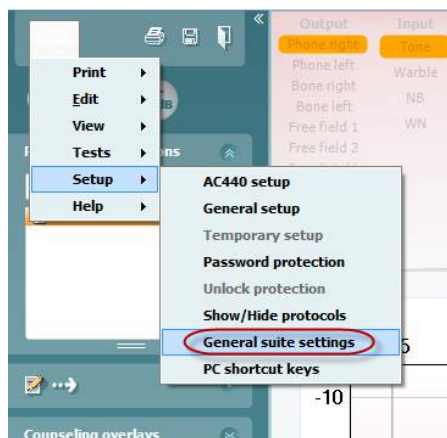 Output Input
Phone right Tone
Phone left Warble
Bone right NB
Bone left WN
Free field 1
Free field 2
Print
Edit
View
Tests
Setup
Help
AC440 setup
General setup
Temporary setup
Password protection
Unlock protection
Show/Hide protocols
General suite settings
PC shortcut keys
5
-10
Counseling overlays